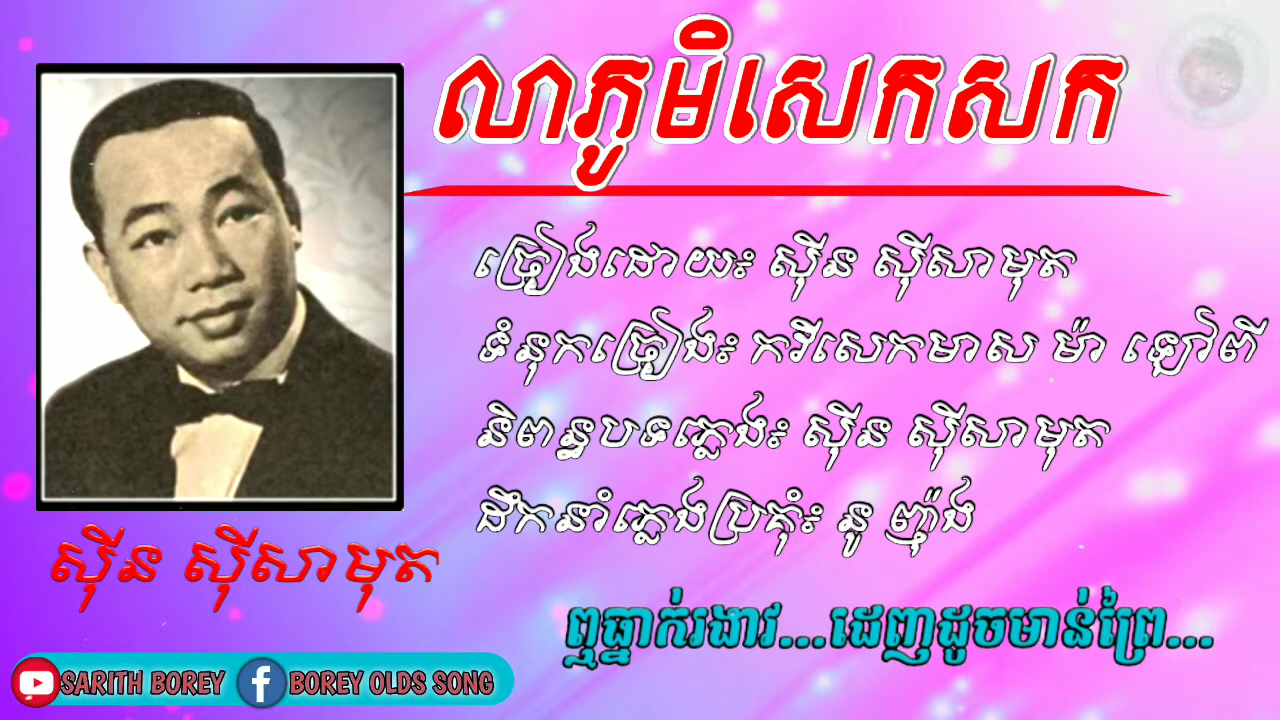 លាភូមិសេកសក
ច្រៀងដោយ៖ ស៊ីន ស៊ីសាមុត
ទំនុកច្រៀង៖ កវីសេកមាស ម៉ា ឡៅពី
និពន្ធបទភ្លេង៖ ស៊ីន ស៊ីសាមុត
ដឹកនាំភ្លេងប្រគុំ៖ នូ ញ៉ុង
ស៊ីន ស៊ីសាមុត
ឮធ្លាក់រងាវ...ដេញដូចមាន់ព្រៃ...
SARITH BOREY
BOREY OLDS SONG